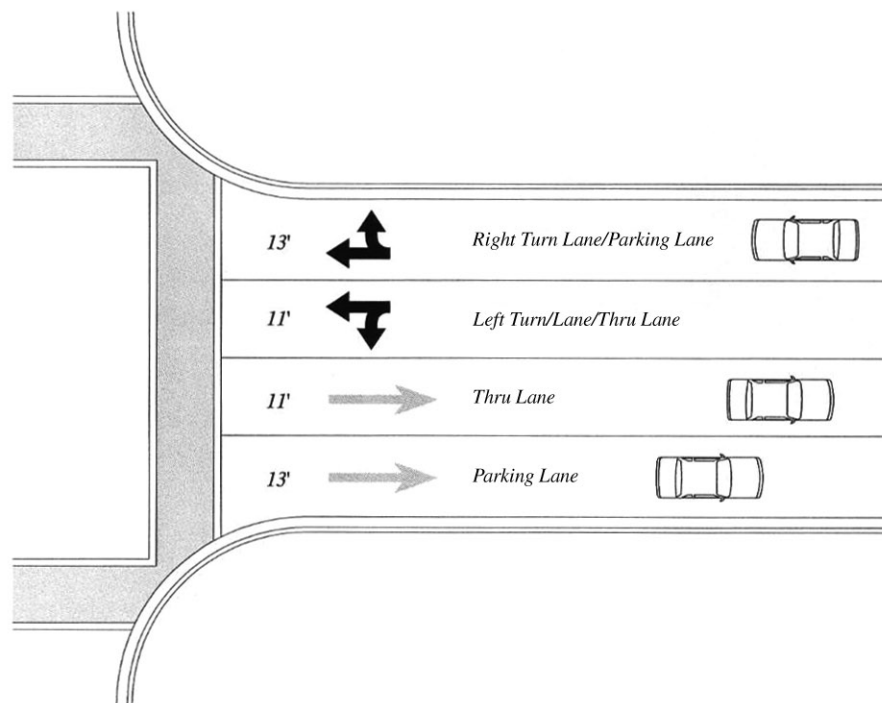 13' Right Turn Lane/Parking Lane
11' Left Turn/Lane/Thru Lane
11' Thru Lane
13' Parking Lane